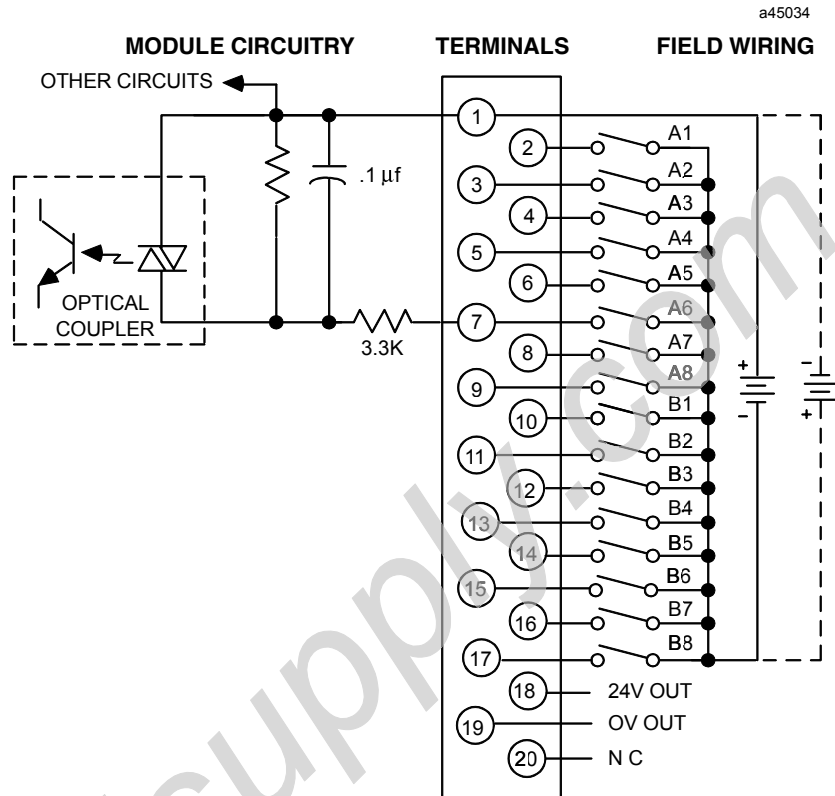 a45034
MODULE CIRCUITRY TERMINALS FIELD WIRING
OTHER CIRCUITS
1
2 A1
.1 µf
3 A2
4 A3
5 A4
6 A5
OPTICAL
COUPLER
3.3K
7 A6
8 A7
9 A8
+
-
-
+
10 B1
11 B2
12 B3
13 B4
14 B5
15 B6
16 B7
17 B8
18 24V OUT
19 OV OUT
20 N C
supply.com